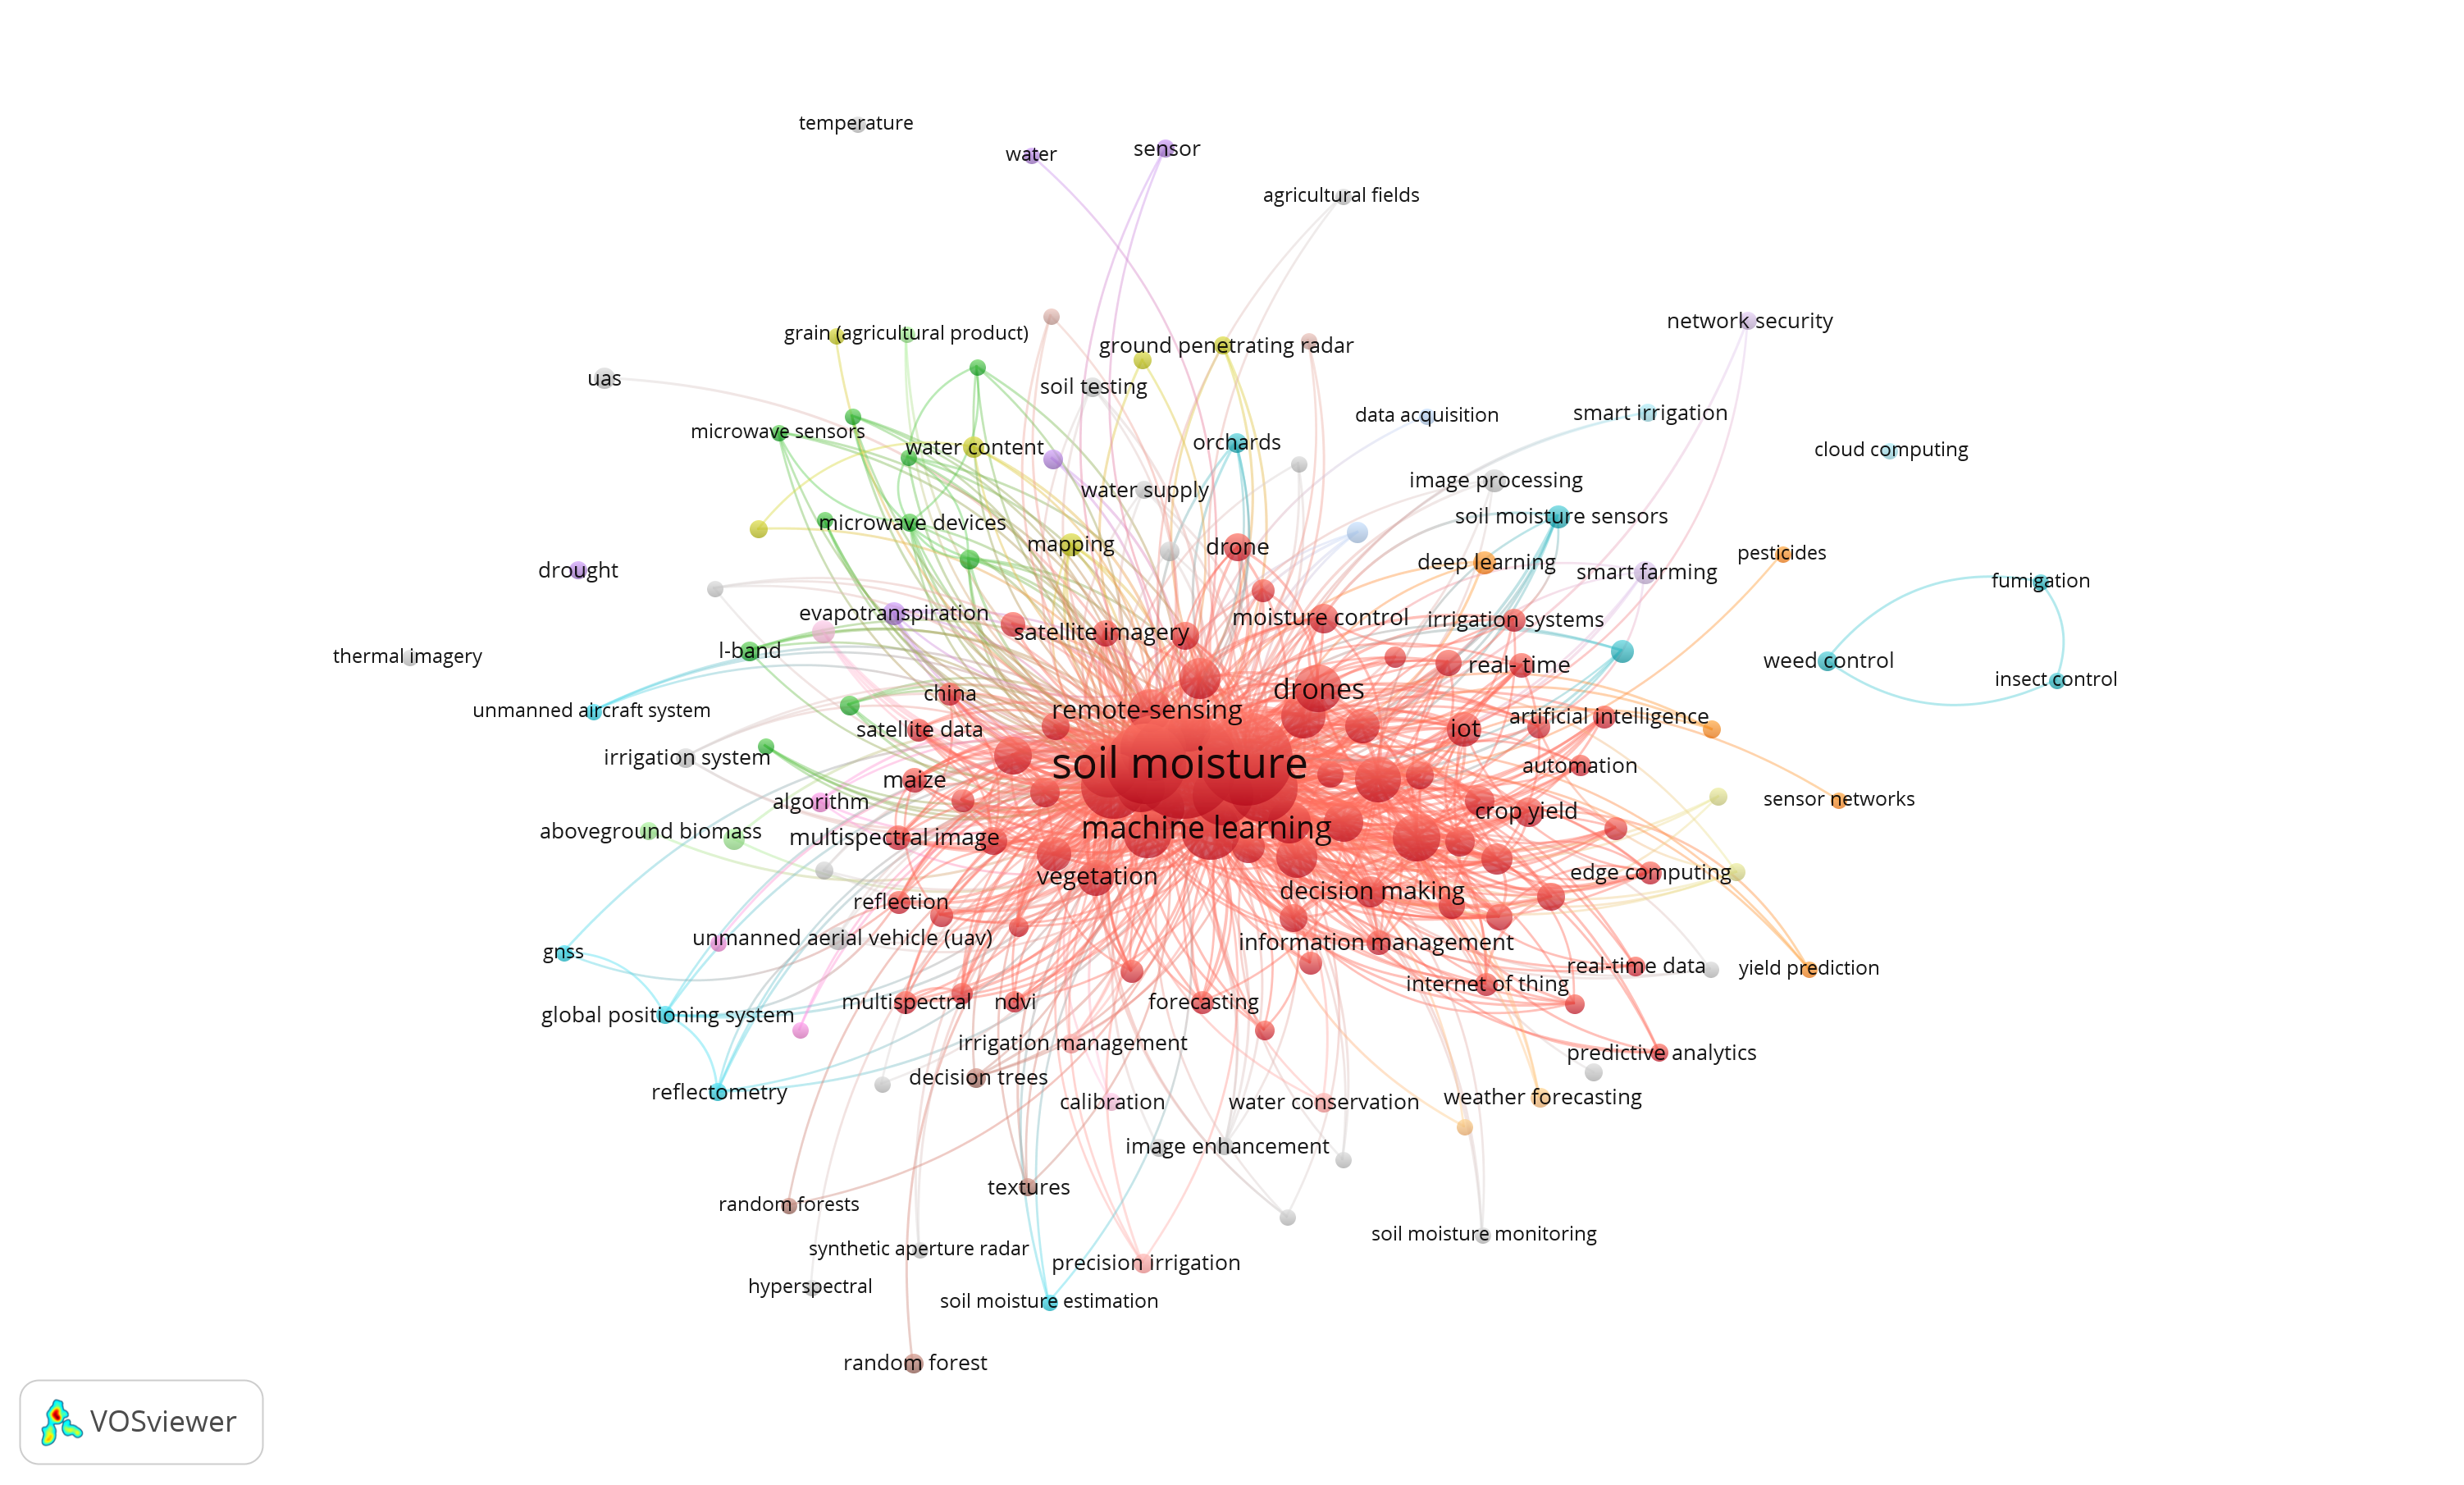 temperature
water
sensor
agricultural fields
network security
grain (agricultural product)
ground penetrating radar
uas
soil testing
data acquisition
smart irrigation
microwave sensors
water content
orchards
cloud computing
image processing
water supply
soil moisture sensors
microwave devices
mapping
drone
pesticides
deep learning
drought
smart farming
fumigation
evapotranspiration
moisture control
irrigation systems
satellite imagery
l-band
thermal imagery
real- time
weed control
insect control
china
drones
unmanned aircraft system
remote-sensing
artificial intelligence
satellite data
iot
irrigation system
soil moisture
automation
maize
algorithm
sensor networks
crop yield
aboveground biomass
multispectral image
machine learning
vegetation
edge computing
decision making
reflection
unmanned aerial vehicle (uav)
information management
gnss
real-time data
yield prediction
internet of thing
multispectral
ndvi
forecasting
global positioning system
irrigation management
predictive analytics
decision trees
reflectometry
calibration
water conservation
weather forecasting
image enhancement
textures
random forests
soil moisture monitoring
synthetic aperture radar
precision irrigation
hyperspectral
soil moisture estimation
random forest
VOSviewer